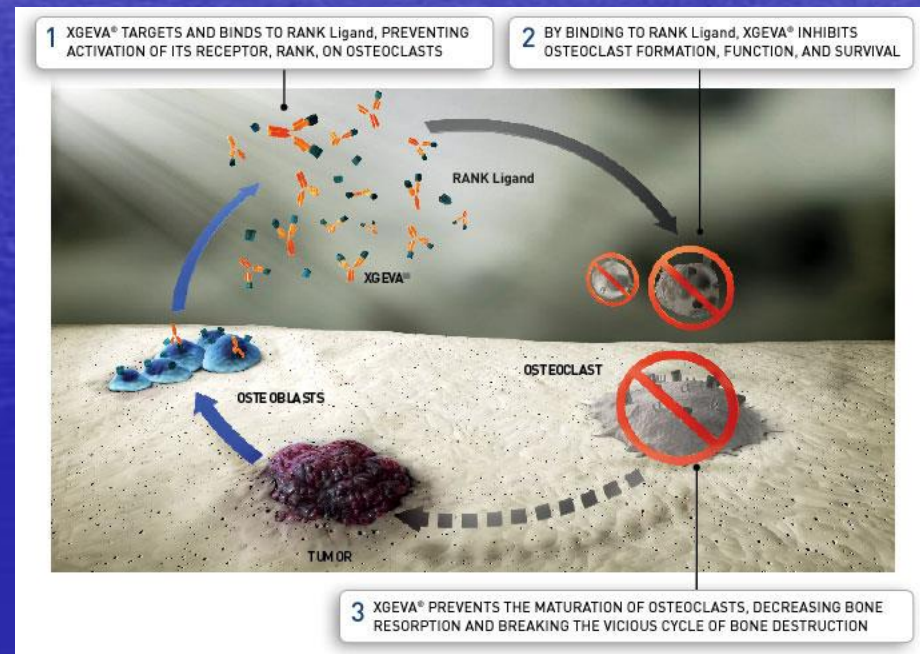 1 XGEVA® TARGETS AND BINDS TO RANK Ligand, PREVENTING
ACTIVATION OF ITS RECEPTOR, RANK, ON OSTEOCLASTS
2 BY BINDING TO RANK Ligand, XGEVA® INHIBITS
OSTEOCLAST FORMATION, FUNCTION, AND SURVIVAL
RANK Ligand
XGEVA®
OSTEOCLAST
OSTEOBLASTS
TUMOR
3 XGEVA® PREVENTS THE MATURATION OF OSTEOCLASTS, DECREASING BONE
RESORPTION AND BREAKING THE VICIOUS CYCLE OF BONE DESTRUCTION